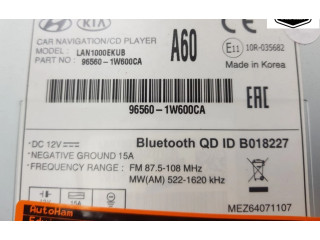 KIA
CAR NAVIGATION/CD PLAYER
MODEL: LAN1000EKUB
PART NO: 96560-1W600CA
A60
E11 10R-035682
Made in Korea
96560-1W600CA
EAC
DC 12V
NEGATIVE GROUND 15A
FREQUENCY RANGE: FM 87.5-108 MHz
MW(AM) 522-1620 kHz
Bluetooth QD ID B018227
MEZ64071107
AutoHam